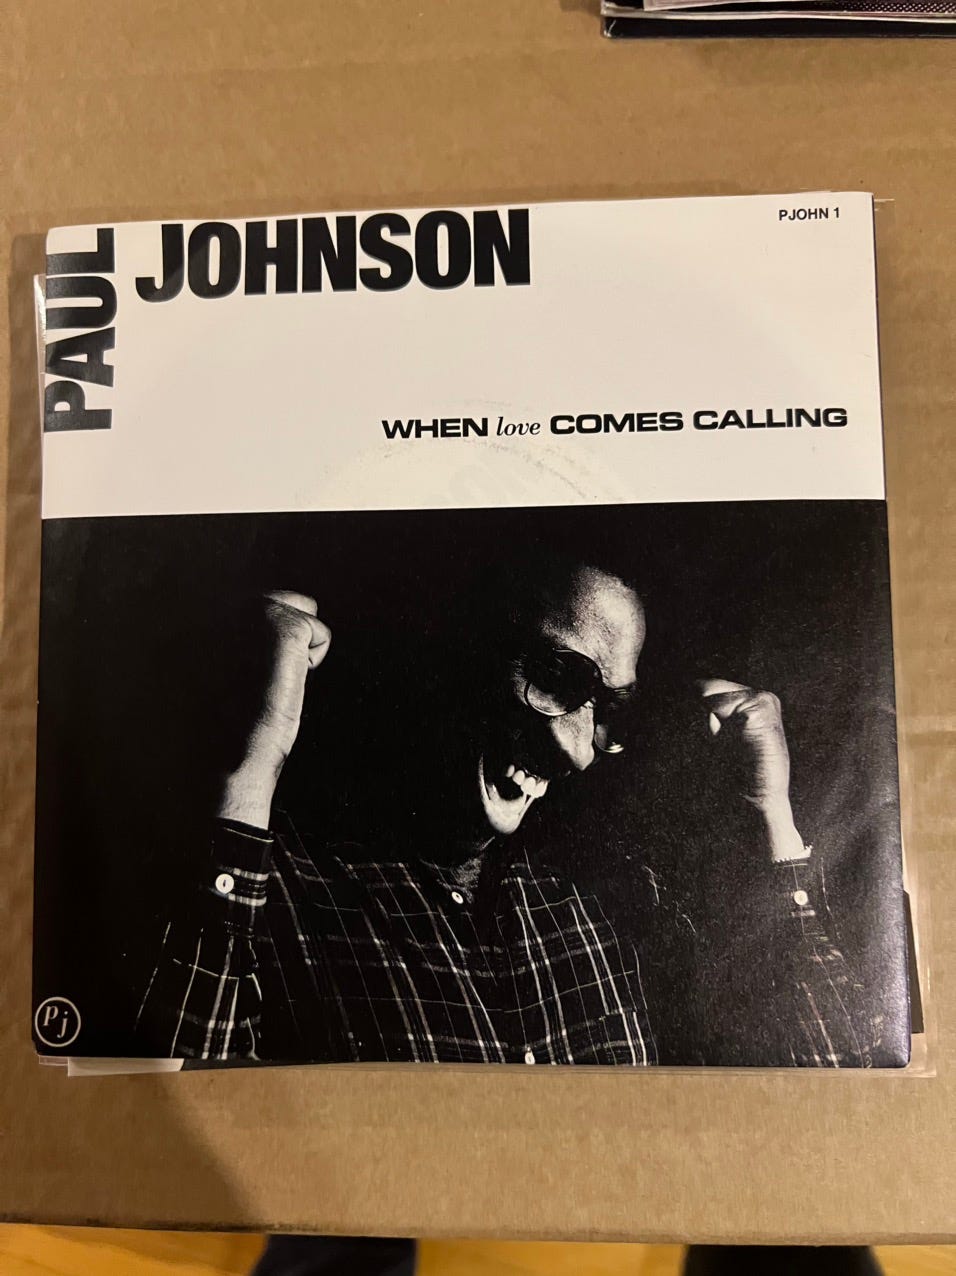 PAUL
JOHNSON
PJOHN 1
WHEN love COMES CALLING
Pj